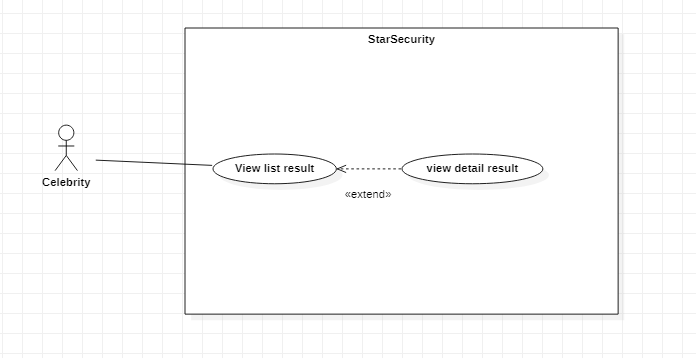 StarSecurity
View list result
view detail result
Celebrity
«extend»